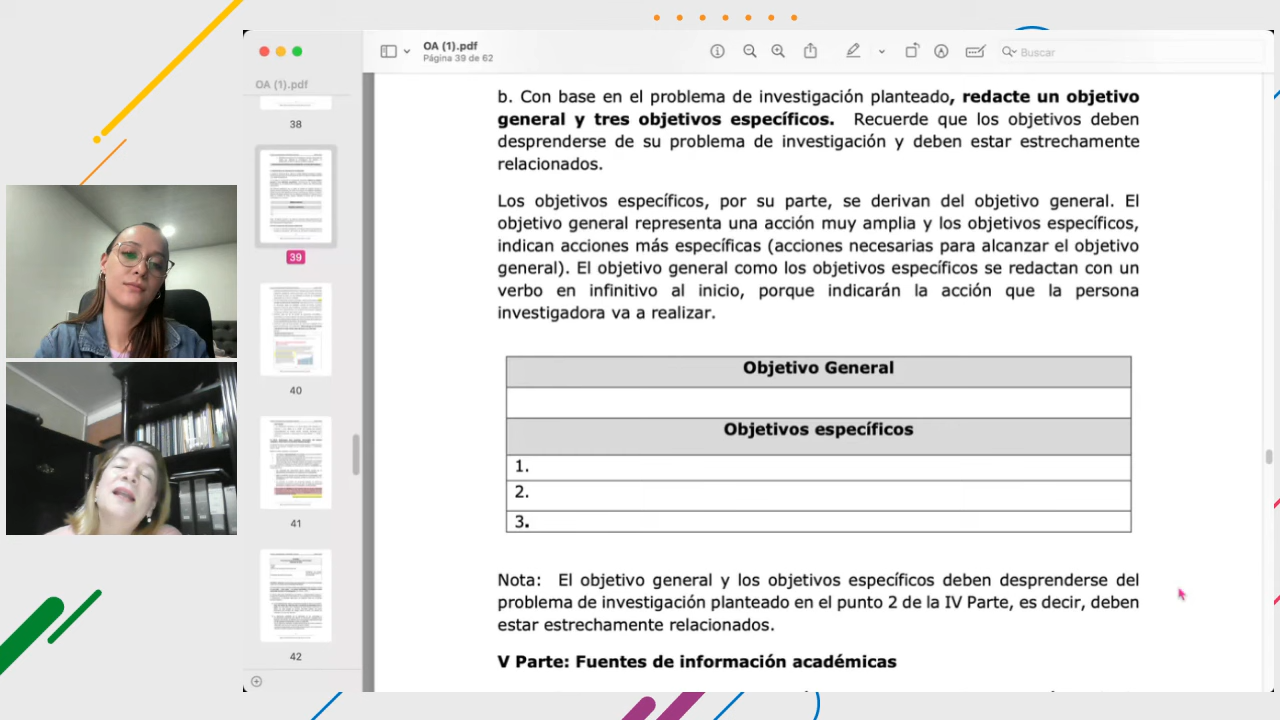 OA (1).pdf
Página 39 de 62
Buscar
OA (1).pdf
38
39
40
41
42
b. Con base en el problema de investigación planteado, redacte un objetivo
general y tres objetivos específicos. Recuerde que los objetivos deben
desprenderse de su problema de investigación y deben estar estrechamente
relacionados.
Los objetivos específicos, por su parte, se derivan del objetivo general. El
objetivo general representa una acción muy amplia y los objetivos específicos,
indican acciones más específicas (acciones necesarias para alcanzar el objetivo
general). El objetivo general como los objetivos específicos se redactan con un
verbo en infinitivo al inicio porque indicarán la acción que la persona
investigadora va a realizar.
Objetivo General
Objetivos específicos
1.
2.
3.
Nota: El objetivo general y los objetivos específicos deben desprenderse de
problema de investigación planteado en el punto 2 de la IV Parte, es decir, deben
estar estrechamente relacionados.
V Parte: Fuentes de información académicas